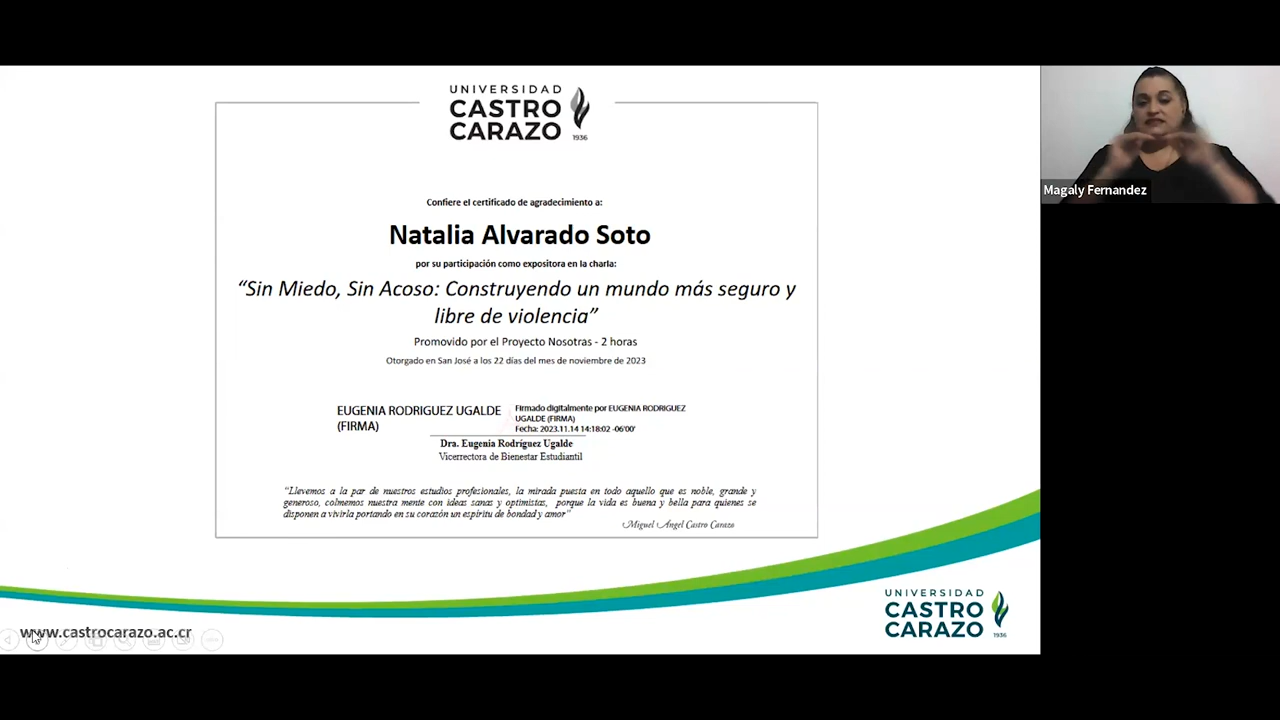 UNIVERSIDAD
CASTRO
CARAZO
1936
Confiere el certificado de agradecimiento a:
Natalia Alvarado Soto
por su participación como expositora en la charla:
“Sin Miedo, Sin Acoso: Construyendo un mundo más seguro y
libre de violencia”
Promovido por el Proyecto Nosotras - 2 horas
Otorgado en San José a los 22 días del mes de noviembre de 2023
EUGENIA RODRIGUEZ UGALDE
(FIRMA)
Firmado digitalmente por EUGENIA RODRIGUEZ
UGALDE (FIRMA)
Fecha: 2023.11.14 14:18:02 -06'00'
Dra. Eugenia Rodríguez Ugalde
Vicerrectora de Bienestar Estudiantil
“Llevemos a la par de nuestros estudios profesionales, la mirada puesta en todo aquello que es noble, grande y
generoso, colmemos nuestra mente con ideas sanas y optimistas, porque la vida es buena y bella para quienes se
disponen a vivirla portando en su corazón un espíritu de bondad y amor”
Miguel Ángel Castro Carazo
www.castrocarazo.ac.cr
UNIVERSIDAD
CASTRO
CARAZO
1936
Magaly Fernandez